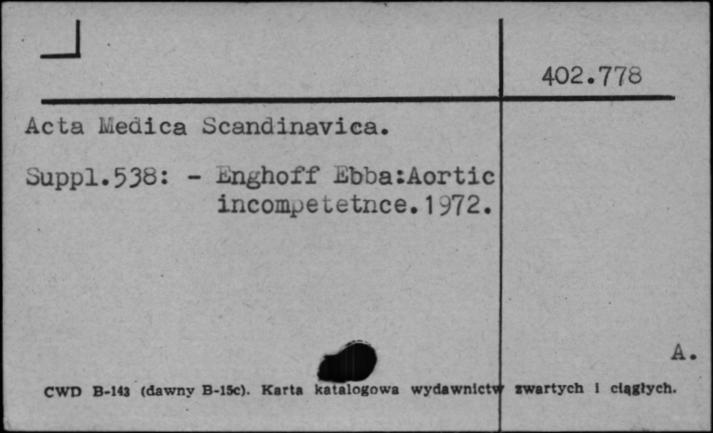 402.778
Acta Medica Scandinavica.
Suppl.538: - Enghoff Ebba:Aortic
incompetetnce.1972.
A.
CWD B-143 (dawny B-15c). Karta katalogowa wydawnictw zwartych i ciągłych.